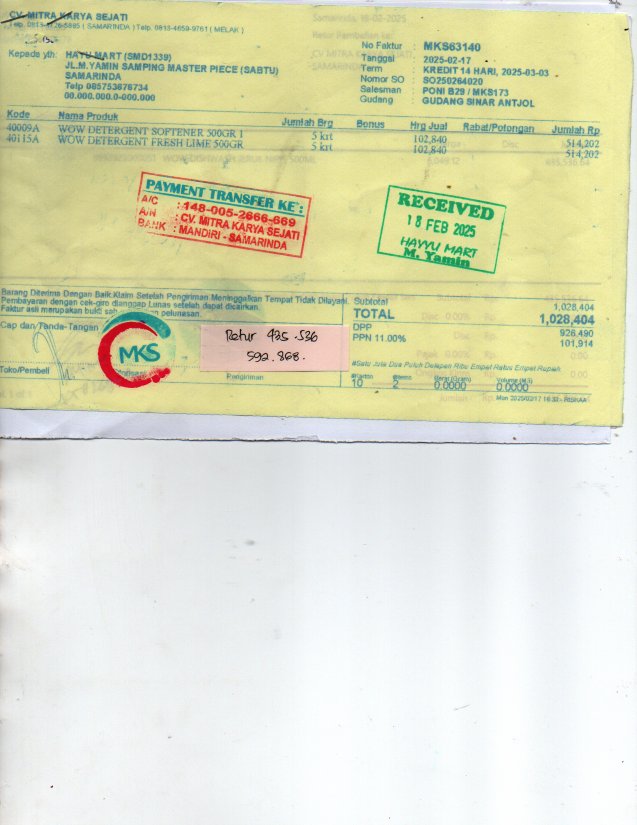 CV. MITRA KARYA SEJATI
Telp. 0813-4659-9761 ( MELAK )
Kepada yth: HAYU MART (SMD1339)
JL.M.YAMIN SAMPING MASTER PIECE (SABTU)
SAMARINDA
Telp 085753876734
00.000.000.0-000.000
No Faktur : MKS63140
Tanggal : 2025-02-17
Term : KREDIT 14 HARI, 2025-03-03
Nomor SO : SO250264020
Salesman : PONI B29 / MKS173
Gudang : GUDANG SINAR ANTJOL
Kode Nama Produk Jumlah Brg Bonus Hrg Jual Rabat/Potongan Jumlah Rp
40009A WOW DETERGENT SOFTENER 500GR 1 5 krt 102,840 514,202
40115A WOW DETERGENT FRESH LIME 500GR 5 krt 102,840 514,202
PAYMENT TRANSFER KE :
A/C : 148-005-2666-669
A/N : CV. MITRA KARYA SEJATI
BANK : MANDIRI - SAMARINDA
RECEIVED
18 FEB 2025
HAYYU MART
M. Yamin
Barang Diterima Dengan Baik.Klaim Setelah Pengiriman Meninggalkan Tempat Tidak Dilayani.
Pembayaran dengan cek-giro dianggap Lunas setelah dapat dicairkan.
Faktur asli merupakan bukti pelunasan.
Subtotal 1,028,404
TOTAL 1,028,404
DPP 926,490
PPN 11.00% 101,914
Cap dan Tanda-Tangan
MKS
Retur 435.536
592.868.
Toko/Pembeli
Pengiriman
#Satu Juta Dua Puluh Delapan Ribu Empat Ratus Empat Rupiah
Berat (Gram) Volume (M3)
10 2 0.0000 0.0000